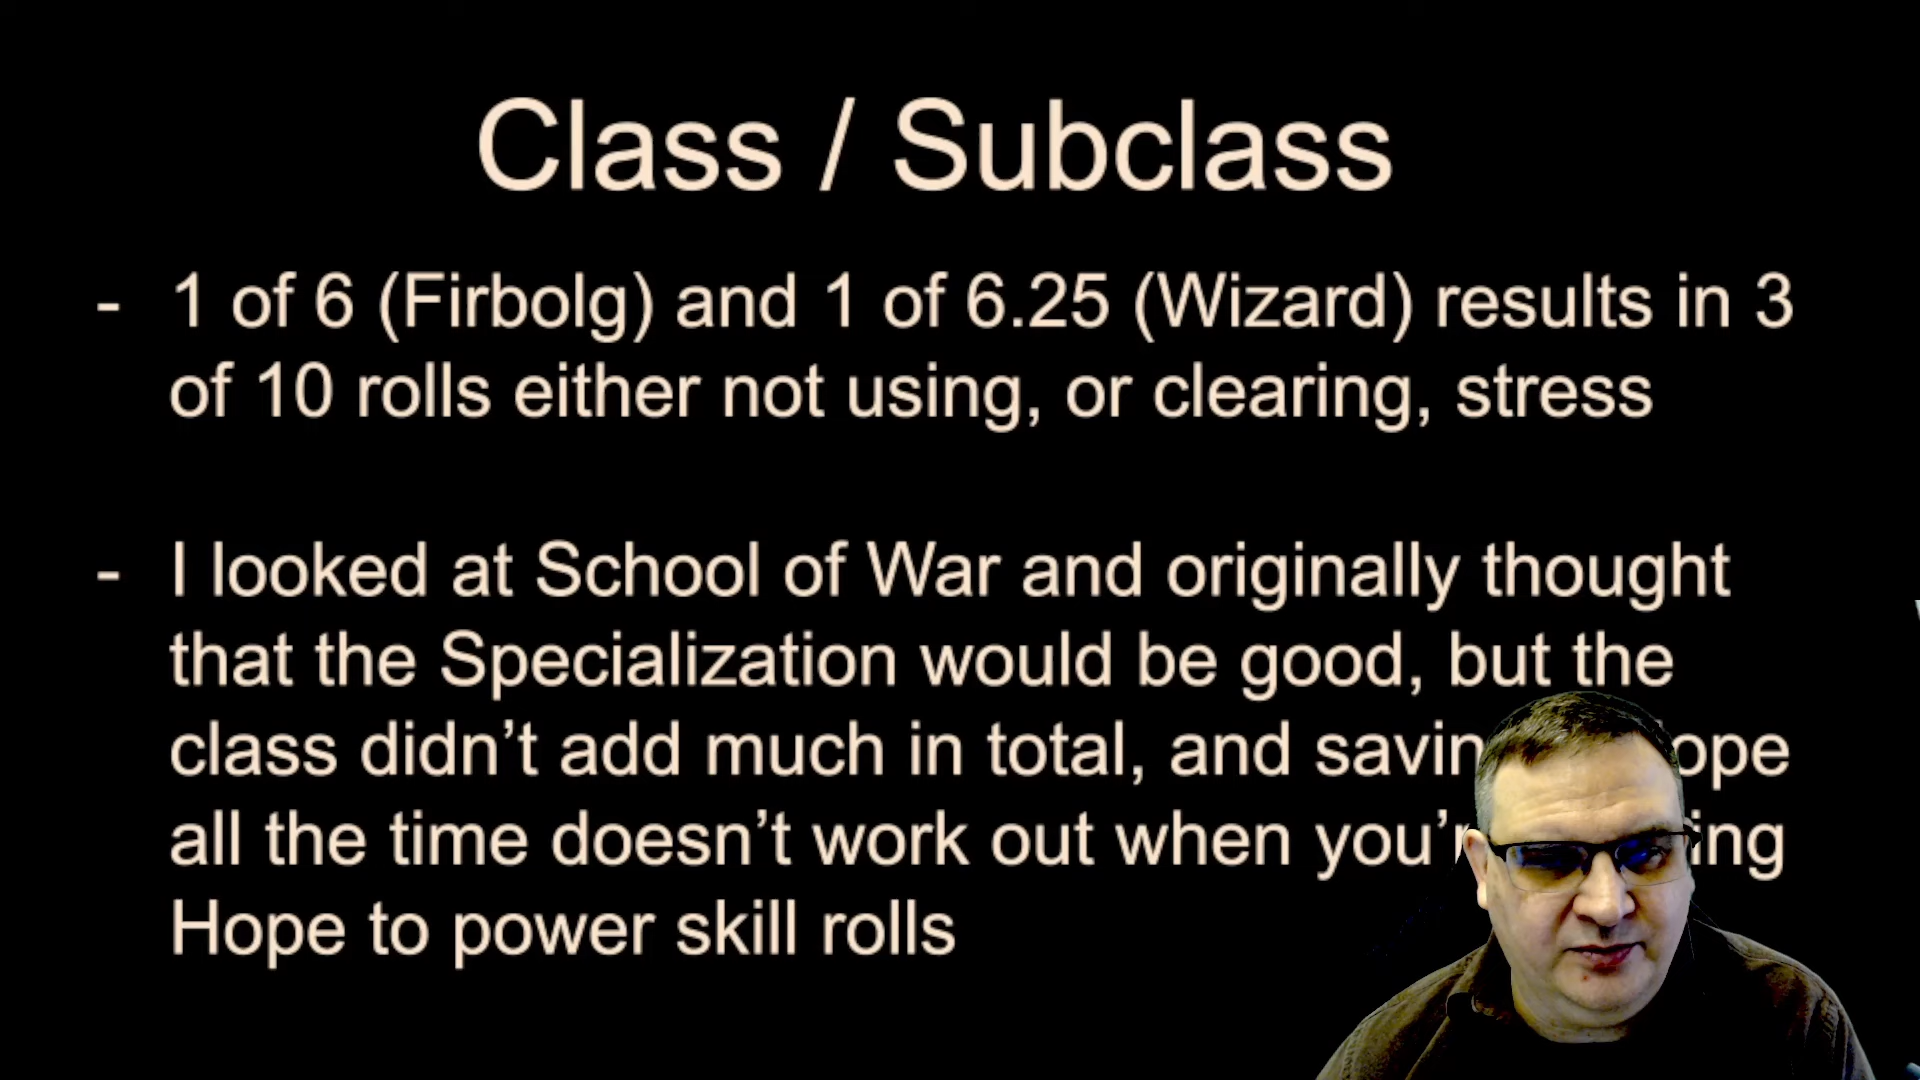 Class / Subclass
- 1 of 6 (Firbolg) and 1 of 6.25 (Wizard) results in 3
of 10 rolls either not using, or clearing, stress
- I looked at School of War and originally thought
that the Specialization would be good, but the
class didn’t add much in total, and
all the time doesn’t work out when
Hope to power skill rolls